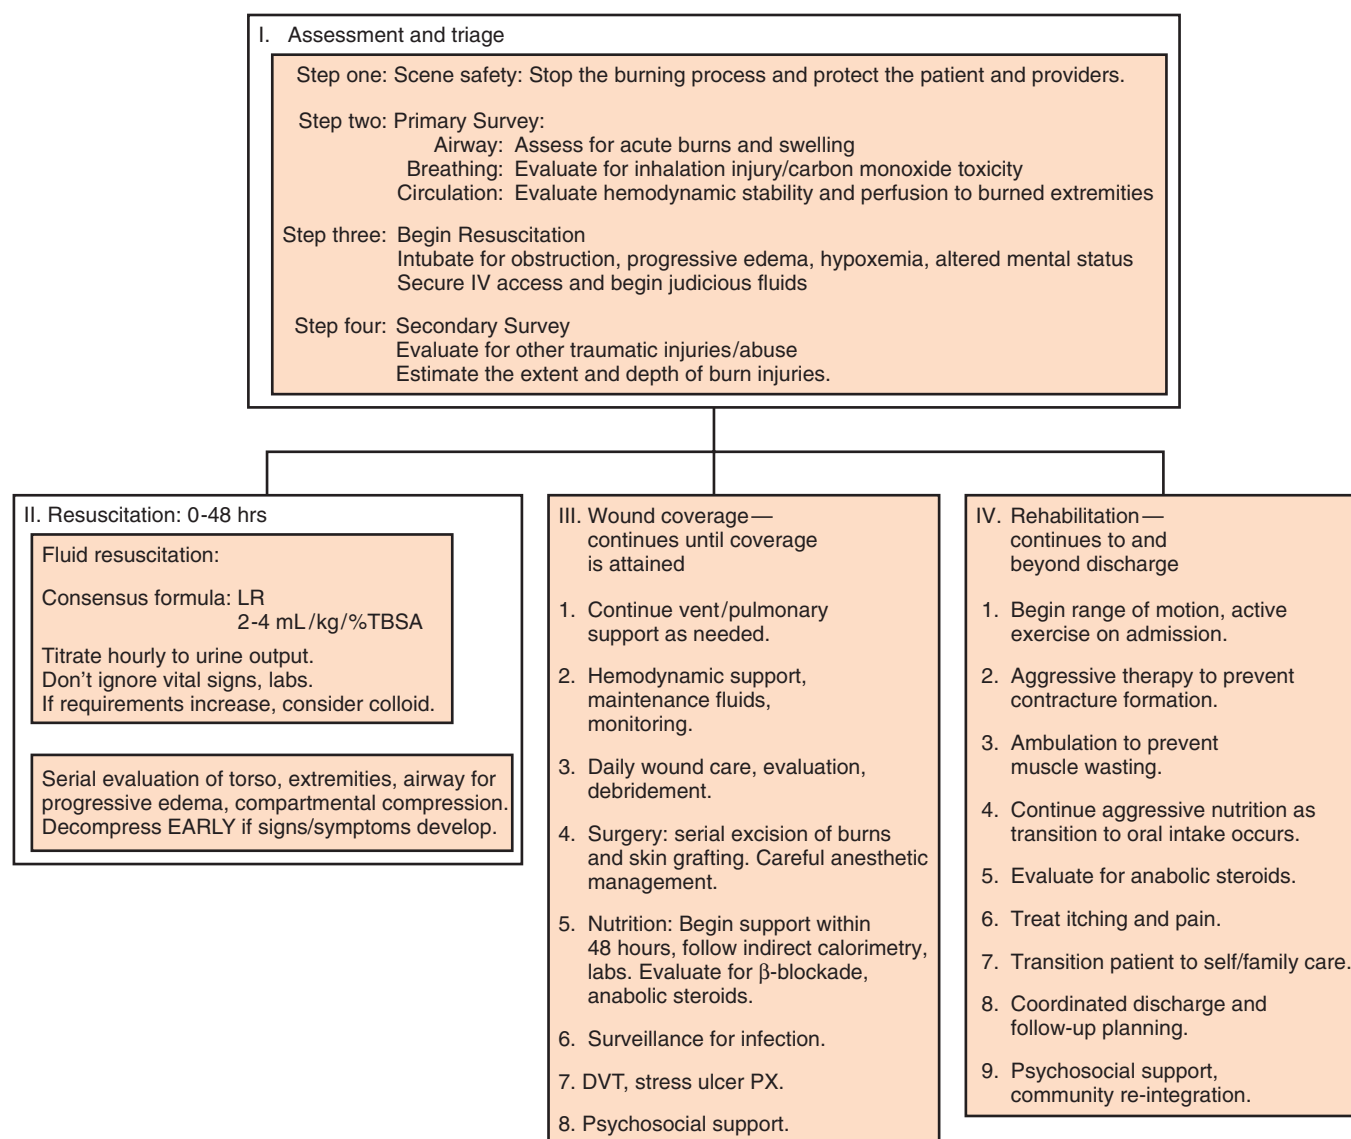 I. Assessment and triage
Step one: Scene safety: Stop the burning process and protect the patient and providers.
Step two: Primary Survey:
Airway: Assess for acute burns and swelling
Breathing: Evaluate for inhalation injury/carbon monoxide toxicity
Circulation: Evaluate hemodynamic stability and perfusion to burned extremities
Step three: Begin Resuscitation
Intubate for obstruction, progressive edema, hypoxemia, altered mental status
Secure IV access and begin judicious fluids
Step four: Secondary Survey
Evaluate for other traumatic injuries/abuse
Estimate the extent and depth of burn injuries.
II. Resuscitation: 0-48 hrs
Fluid resuscitation:
Consensus formula: LR
2-4 mL/kg/%TBSA
Titrate hourly to urine output.
Don't ignore vital signs, labs.
If requirements increase, consider colloid.
Serial evaluation of torso, extremities, airway for
progressive edema, compartmental compression.
Decompress EARLY if signs/symptoms develop.
III. Wound coverage—
continues until coverage
is attained
1. Continue vent/pulmonary
support as needed.
2. Hemodynamic support,
maintenance fluids,
monitoring.
3. Daily wound care, evaluation,
debridement.
4. Surgery: serial excision of burns
and skin grafting. Careful anesthetic
management.
5. Nutrition: Begin support within
48 hours, follow indirect calorimetry,
labs. Evaluate for β-blockade,
anabolic steroids.
6. Surveillance for infection.
7. DVT, stress ulcer PX.
8. Psychosocial support.
IV. Rehabilitation—
continues to and
beyond discharge
1. Begin range of motion, active
exercise on admission.
2. Aggressive therapy to prevent
contracture formation.
3. Ambulation to prevent
muscle wasting.
4. Continue aggressive nutrition as
transition to oral intake occurs.
5. Evaluate for anabolic steroids.
6. Treat itching and pain.
7. Transition patient to self/family care.
8. Coordinated discharge and
follow-up planning.
9. Psychosocial support,
community re-integration.